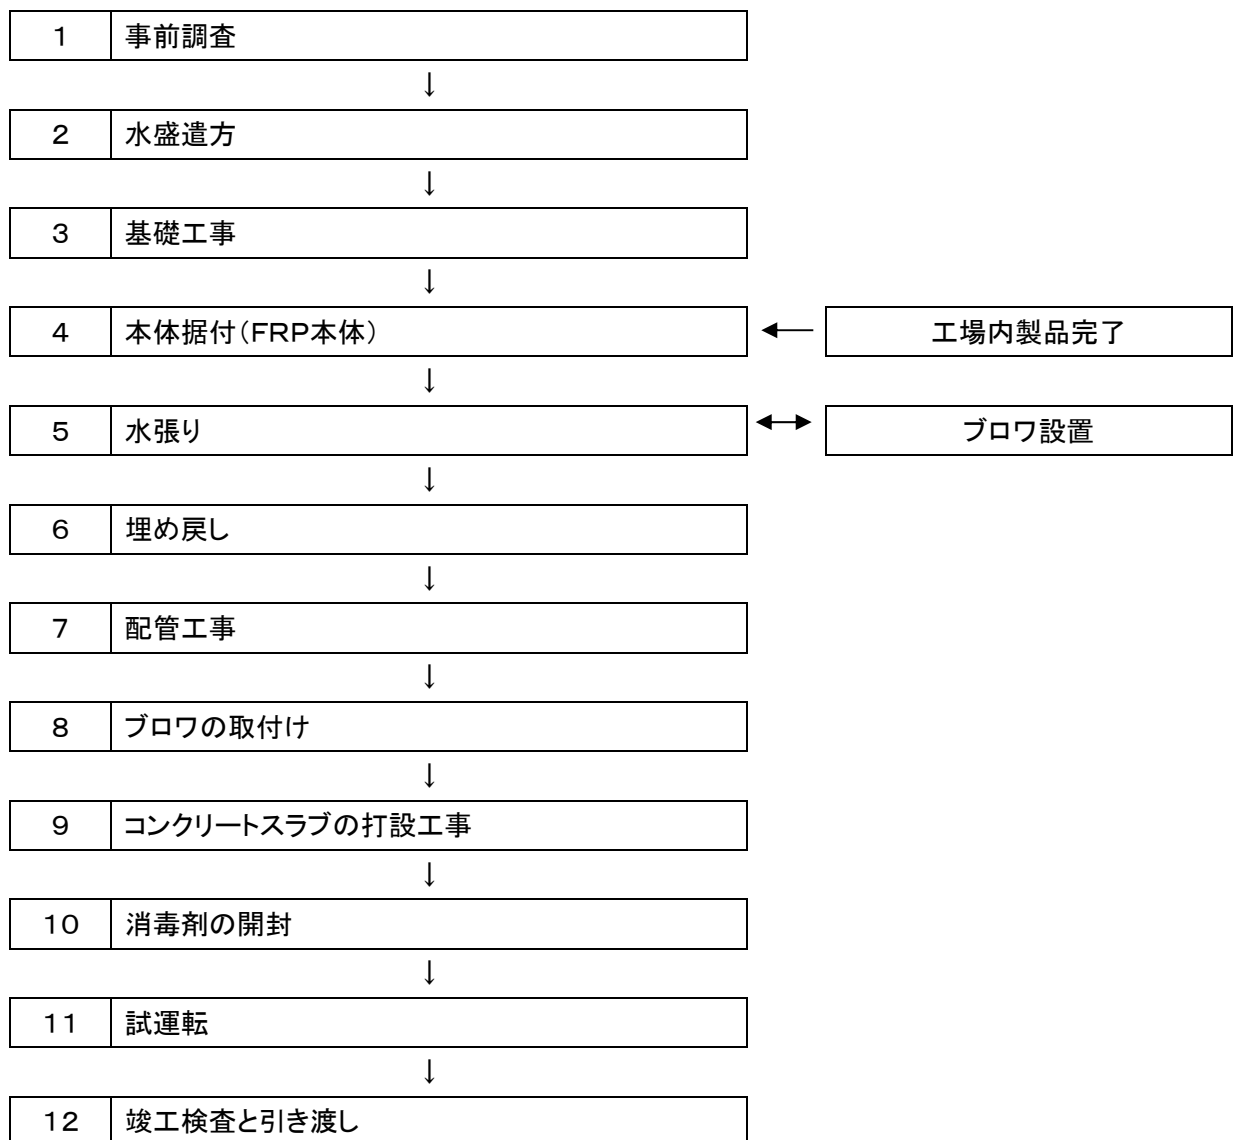 1 事前調査
↓
2 水盛遣方
↓
3 基礎工事
↓
4 本体据付(FRP本体) ← 工場内製品完了
↓
5 水張り ↔ ブロワ設置
↓
6 埋め戻し
↓
7 配管工事
↓
8 ブロワの取付け
↓
9 コンクリートスラブの打設工事
↓
10 消毒剤の開封
↓
11 試運転
↓
12 竣工検査と引き渡し